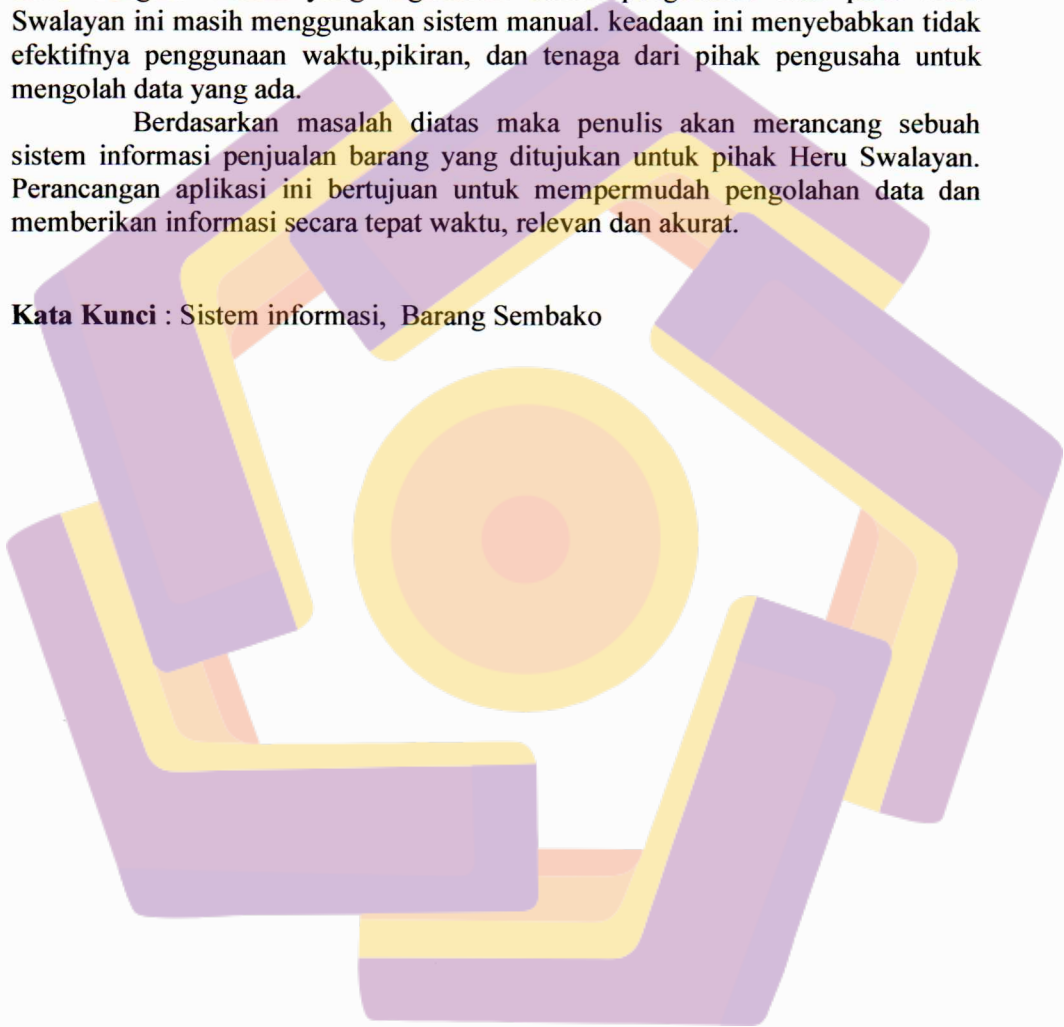 Swalayan ini masih menggunakan sistem manual. keadaan ini menyebabkan tidak
efektifnya penggunaan waktu,pikiran, dan tenaga dari pihak pengusaha untuk
mengolah data yang ada.
Berdasarkan masalah diatas maka penulis akan merancang sebuah
sistem informasi penjualan barang yang ditujukan untuk pihak Heru Swalayan.
Perancangan aplikasi ini bertujuan untuk mempermudah pengolahan data dan
memberikan informasi secara tepat waktu, relevan dan akurat.
Kata Kunci : Sistem informasi, Barang Sembako